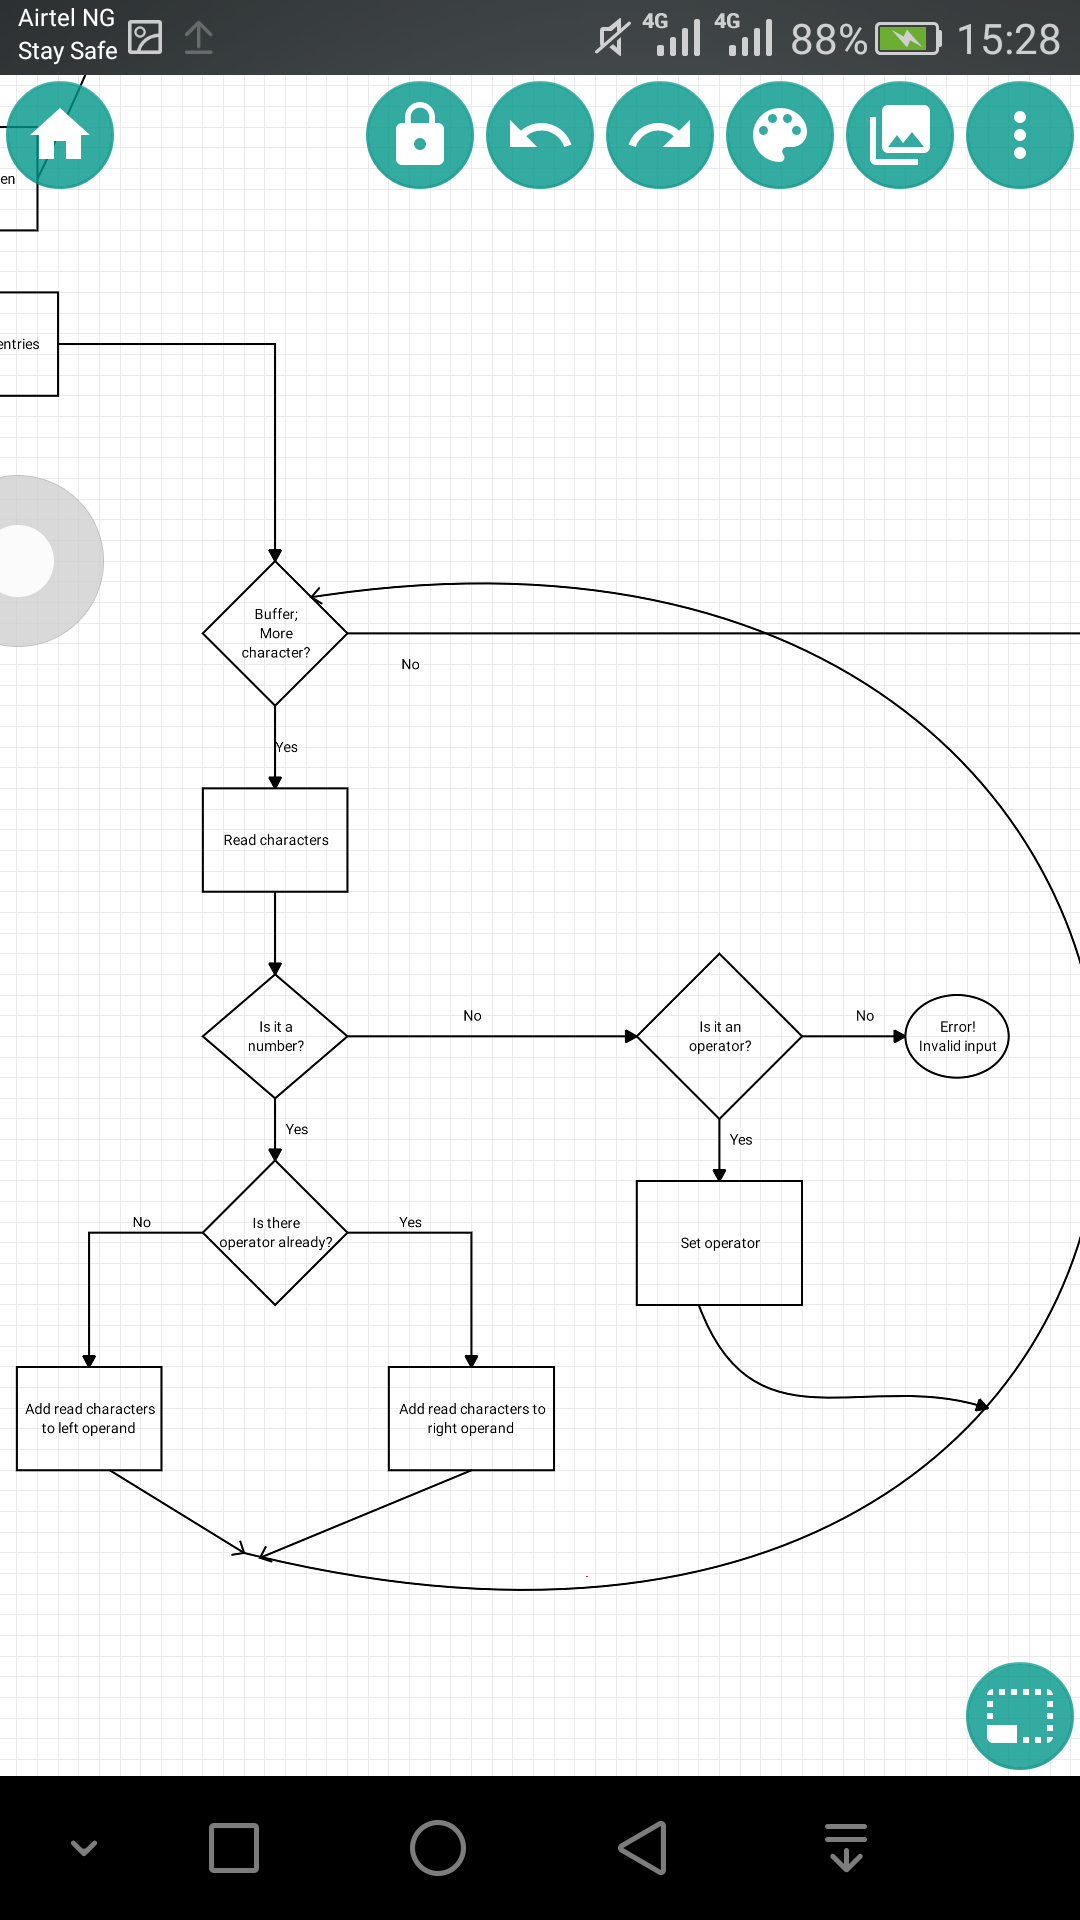 Airtel NG
Stay Safe
4G
4G
88%
15:28
en
entries
Buffer;
More
character?
No
Yes
Read characters
Is it a
number?
No
Is it an
operator?
No
Error!
Invalid input
Yes
Yes
Is there
operator already?
No
Yes
Set operator
Add read characters
to left operand
Add read characters to
right operand